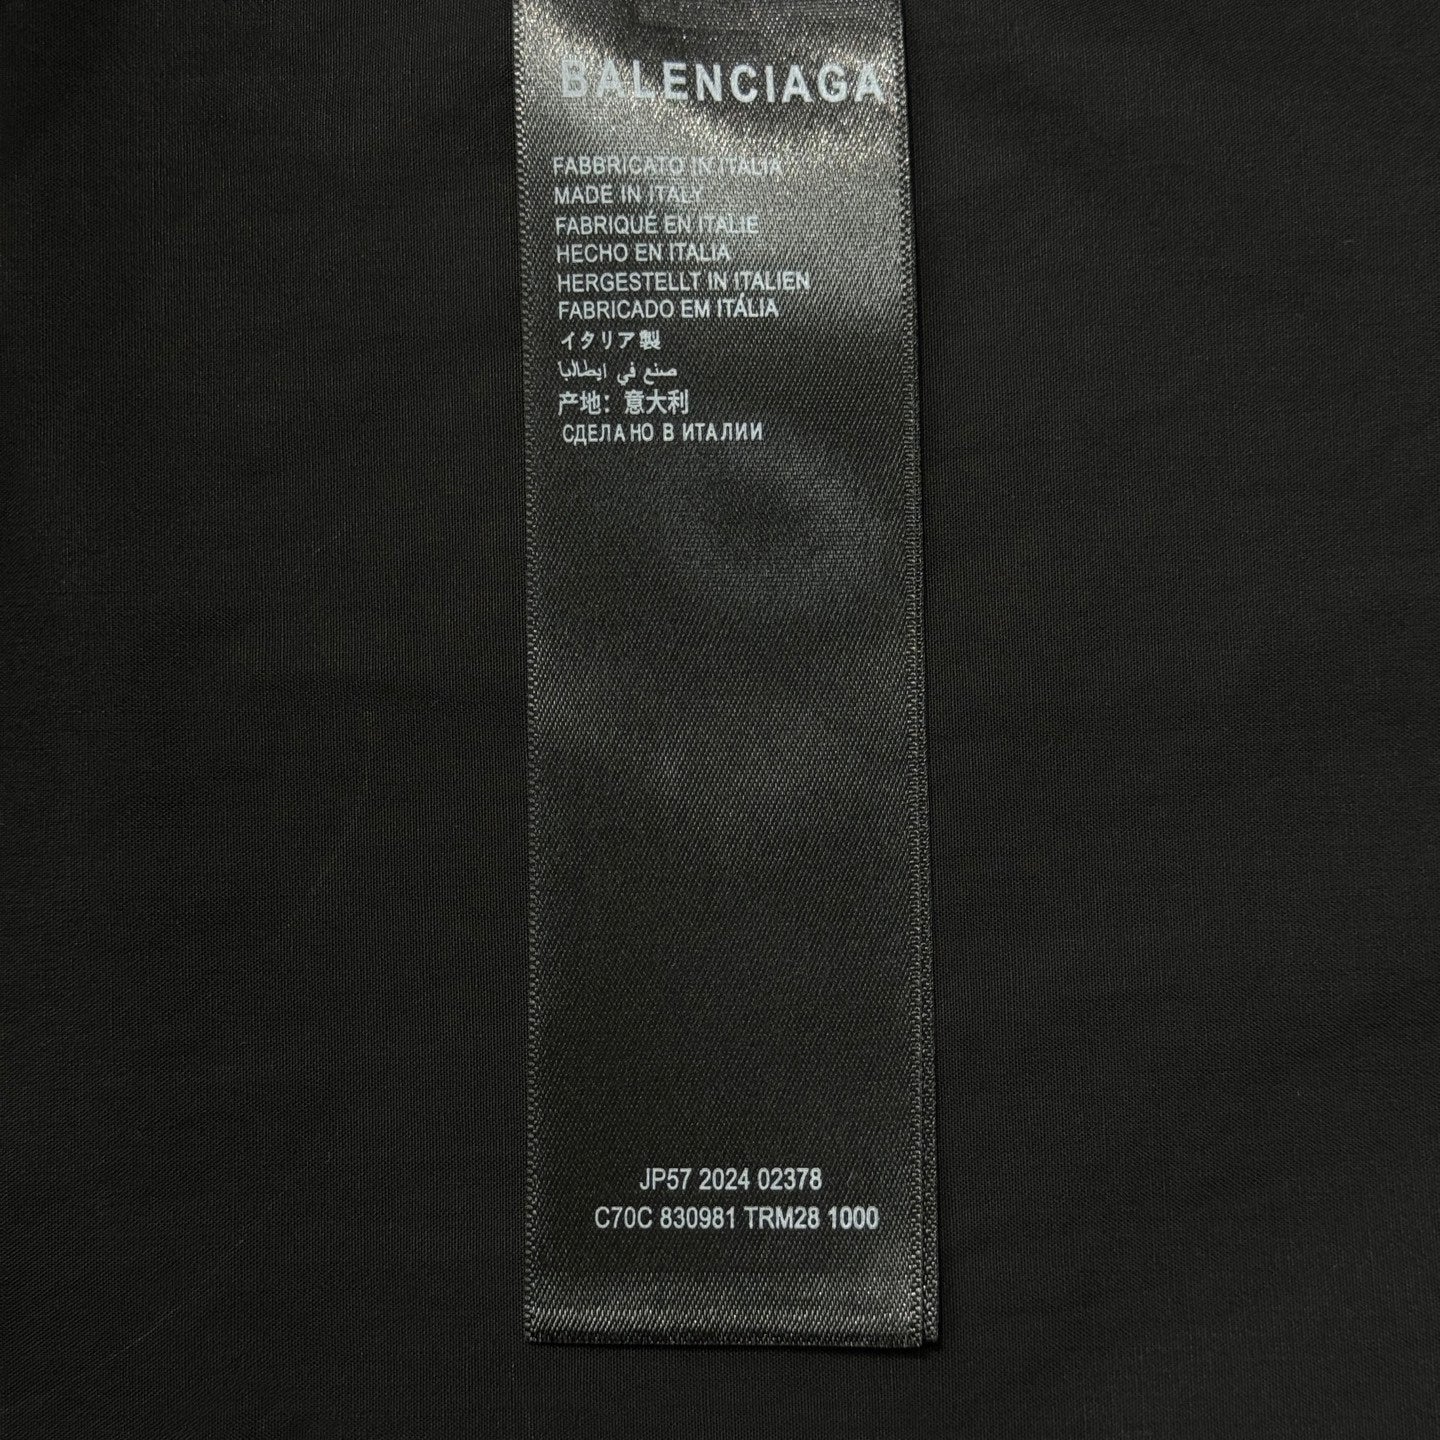 BALENCIAGA
FABBRICATO IN ITALIA
MADE IN ITALY
FABRIQUÉ EN ITALIE
HECHO EN ITALIA
HERGESTELLT IN ITALIEN
FABRICADO EM ITÁLIA
イタリア製
صنع في ايطاليا
产地：意大利
СДЕЛАНО В ИТАЛИИ
JP57 2024 02378
C70C 830981 TRM28 1000